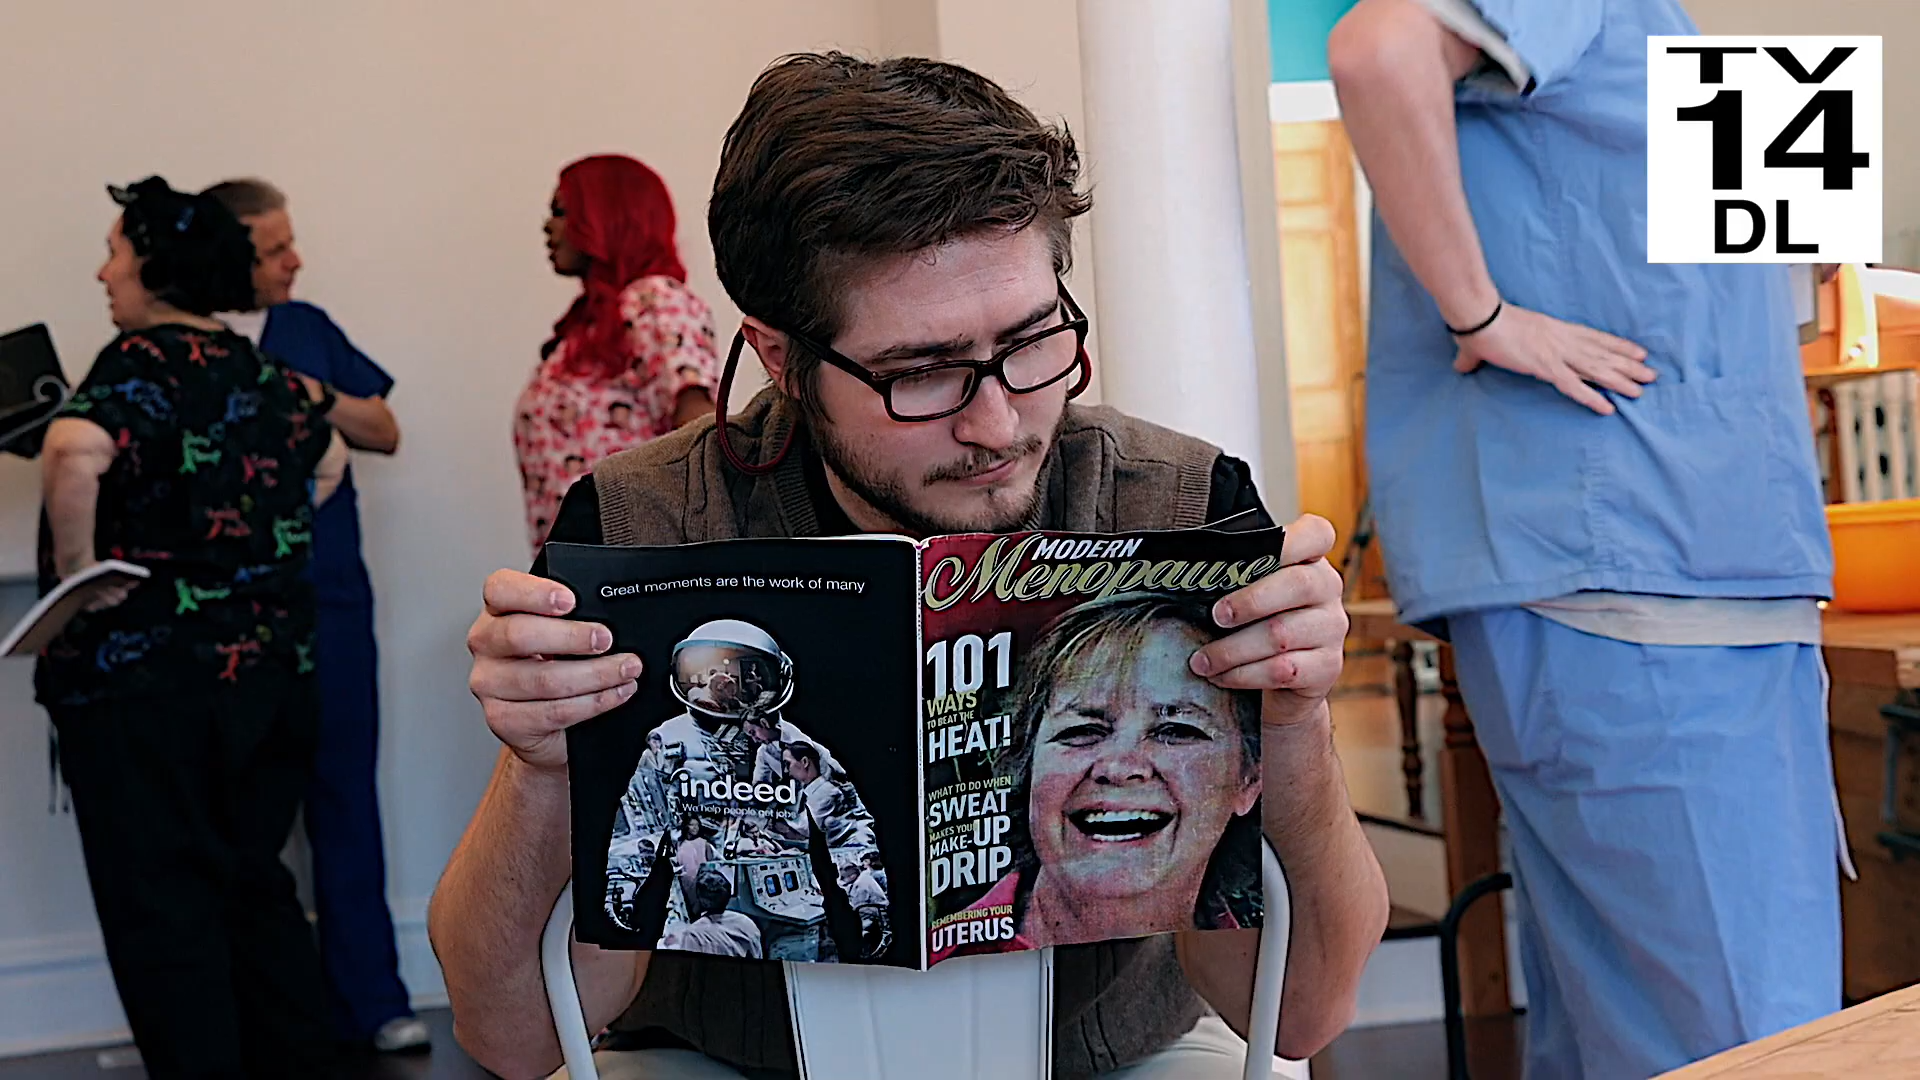 TV
14
DL
Great moments are the work of many
indeed
We help people get jobs
MODERN
Menopause
101
WAYS
TO BEAT THE
HEAT!
WHAT TO DO WHEN
SWEAT
MAKES YOUR
MAKE-UP
DRIP
REMEMBERING YOUR
UTERUS